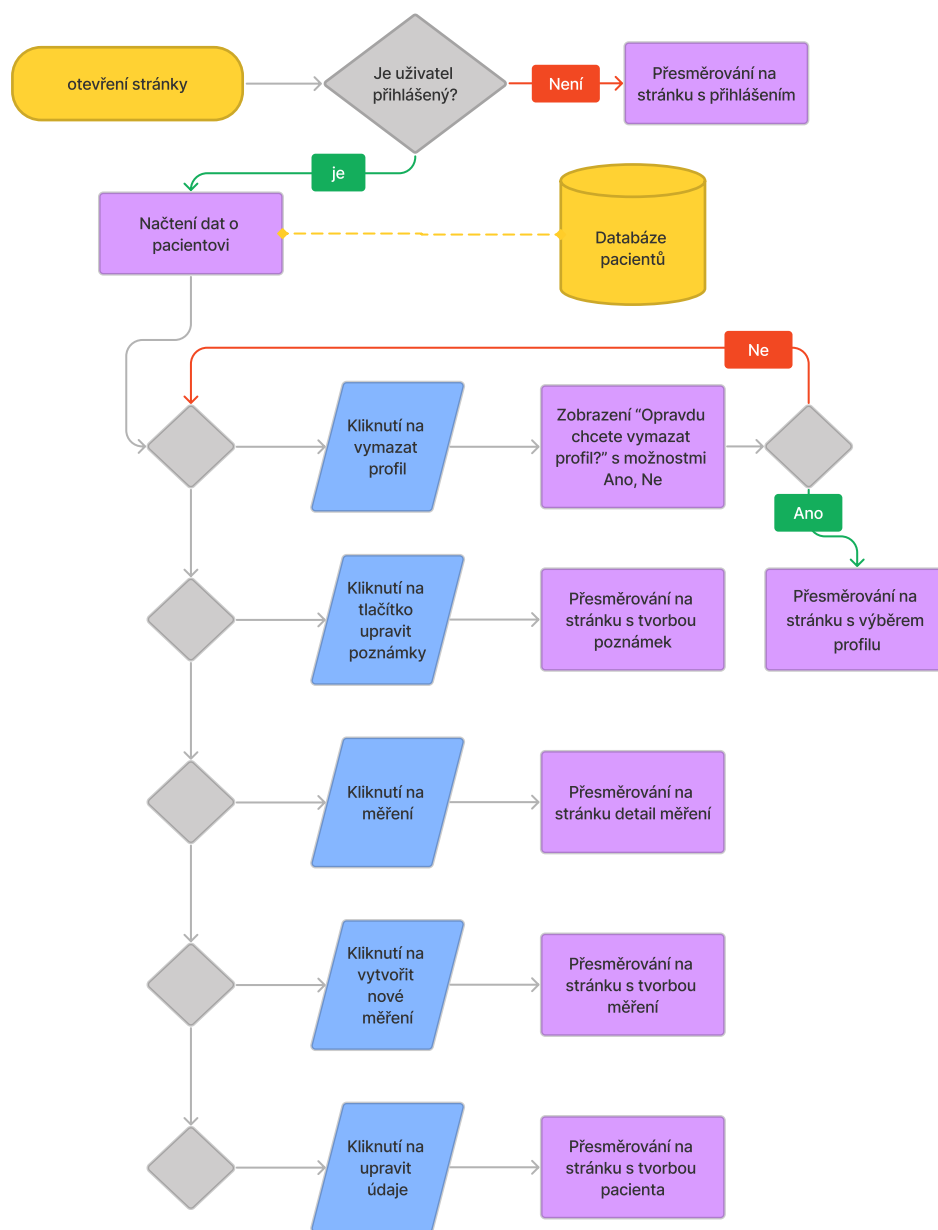 otevření stránky
Je uživatel
přihlášený?
Není
Přesměrování na
stránku s přihlášením
je
Načtení dat o
pacientovi
Databáze
pacientů
Ne
Kliknutí na
vymazat
profil
Zobrazení “Opravdu
chcete vymazat
profil?” s možnostmi
Ano, Ne
Ano
Kliknutí na
tlačítko
upravit
poznámky
Přesměrování na
stránku s tvorbou
poznámek
Přesměrování na
stránku s výběrem
profilu
Kliknutí na
měření
Přesměrování na
stránku detail měření
Kliknutí na
vytvořit
nové
měření
Přesměrování na
stránku s tvorbou
měření
Kliknutí na
upravit
údaje
Přesměrování na
stránku s tvorbou
pacienta